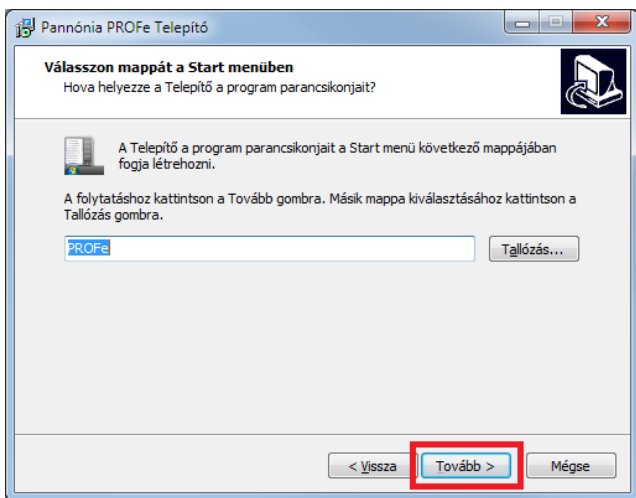 Pannónia PROFe Telepítő
Válasszon mappát a Start menüben
Hova helyezze a Telepítő a program parancsikonjait?
A Telepítő a program parancsikonjait a Start menü következő mappájában
fogja létrehozni.
A folytatáshoz kattintson a Tovább gombra. Másik mappa kiválasztásához kattintson a
Tallózás gombra.
PROFe
Tallózás...
< Vissza
Tovább >
Mégse